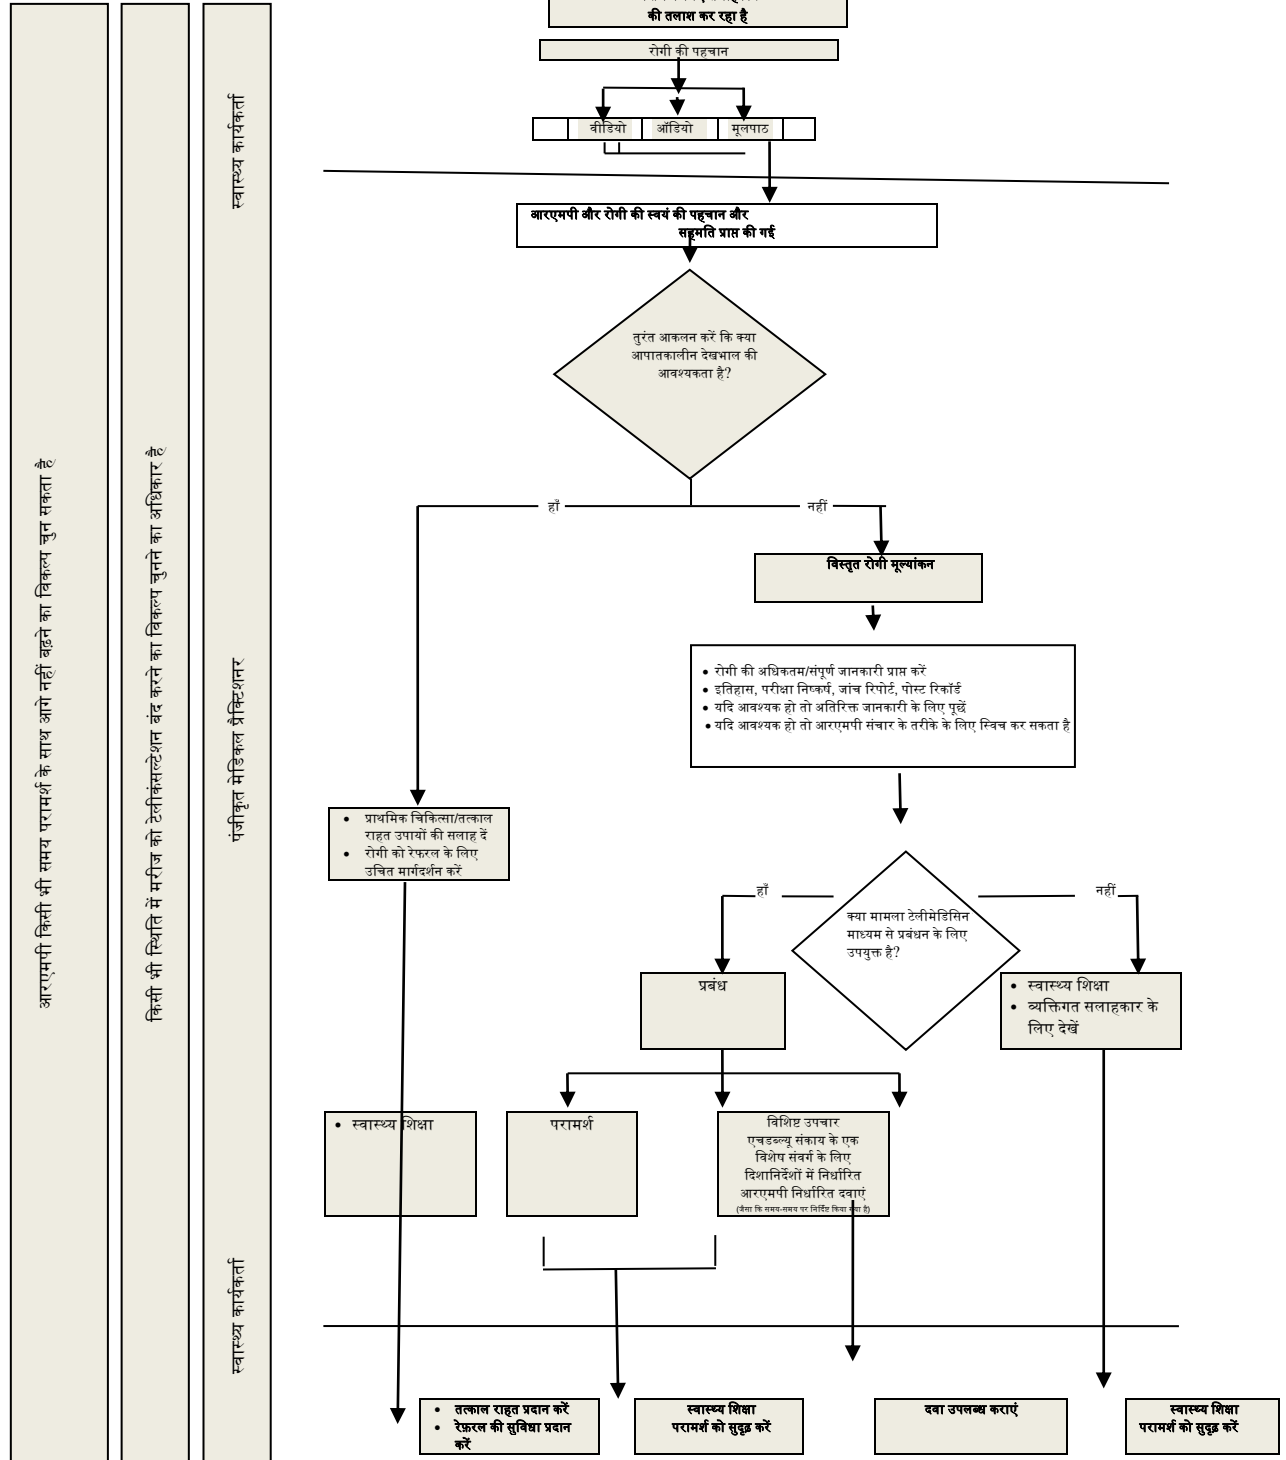 की तलाश कर रहा है
रोगी की पहचान
वीडियो
ऑडियो
मूलपाठ
आरएमपी और रोगी की स्वयं की पहचान और
सहमति प्राप्त की गई
तुरंत आकलन करें कि क्या
आपातकालीन देखभाल की
आवश्यकता है?
हाँ
नहीं
विस्तृत रोगी मूल्यांकन
• रोगी की अधिकतम/संपूर्ण जानकारी प्राप्त करें
• इतिहास, परीक्षा निष्कर्ष, जांच रिपोर्ट, पोस्ट रिकॉर्ड
• यदि आवश्यक हो तो अतिरिक्त जानकारी के लिए पूछें
• यदि आवश्यक हो तो आरएमपी संचार के तरीके के लिए स्विच कर सकता है
• प्राथमिक चिकित्सा/तत्काल
राहत उपायों की सलाह दें
• रोगी को रेफरल के लिए
उचित मार्गदर्शन करें
हाँ
नहीं
क्या मामला टेलीमेडिसिन
माध्यम से प्रबंधन के लिए
उपयुक्त है?
प्रबंध
• स्वास्थ्य शिक्षा
• व्यक्तिगत सलाहकार के
लिए देखें
• स्वास्थ्य शिक्षा
परामर्श
विशिष्ट उपचार
एचडब्ल्यू संकाय के एक
विशेष संवर्ग के लिए
दिशानिर्देशों में निर्धारित
आरएमपी निर्धारित दवाएं
(जैसा कि समय-समय पर निर्दिष्ट किया गया है)
• तत्काल राहत प्रदान करें
• रेफ़रल की सुविधा प्रदान
करें
स्वास्थ्य शिक्षा
परामर्श को सुदृढ़ करें
दवा उपलब्ध कराएं
स्वास्थ्य शिक्षा
परामर्श को सुदृढ़ करें
आरएमपी किसी भी समय परामर्श के साथ आगे नहीं बढ़ने का विकल्प चुन सकता है
किसी भी स्थिति में मरीज को टेलीकंसल्टेशन बंद करने का विकल्प चुनने का अधिकार है
स्वास्थ्य कार्यकर्ता
पंजीकृत मेडिकल प्रैक्टिशनर
स्वास्थ्य कार्यकर्ता